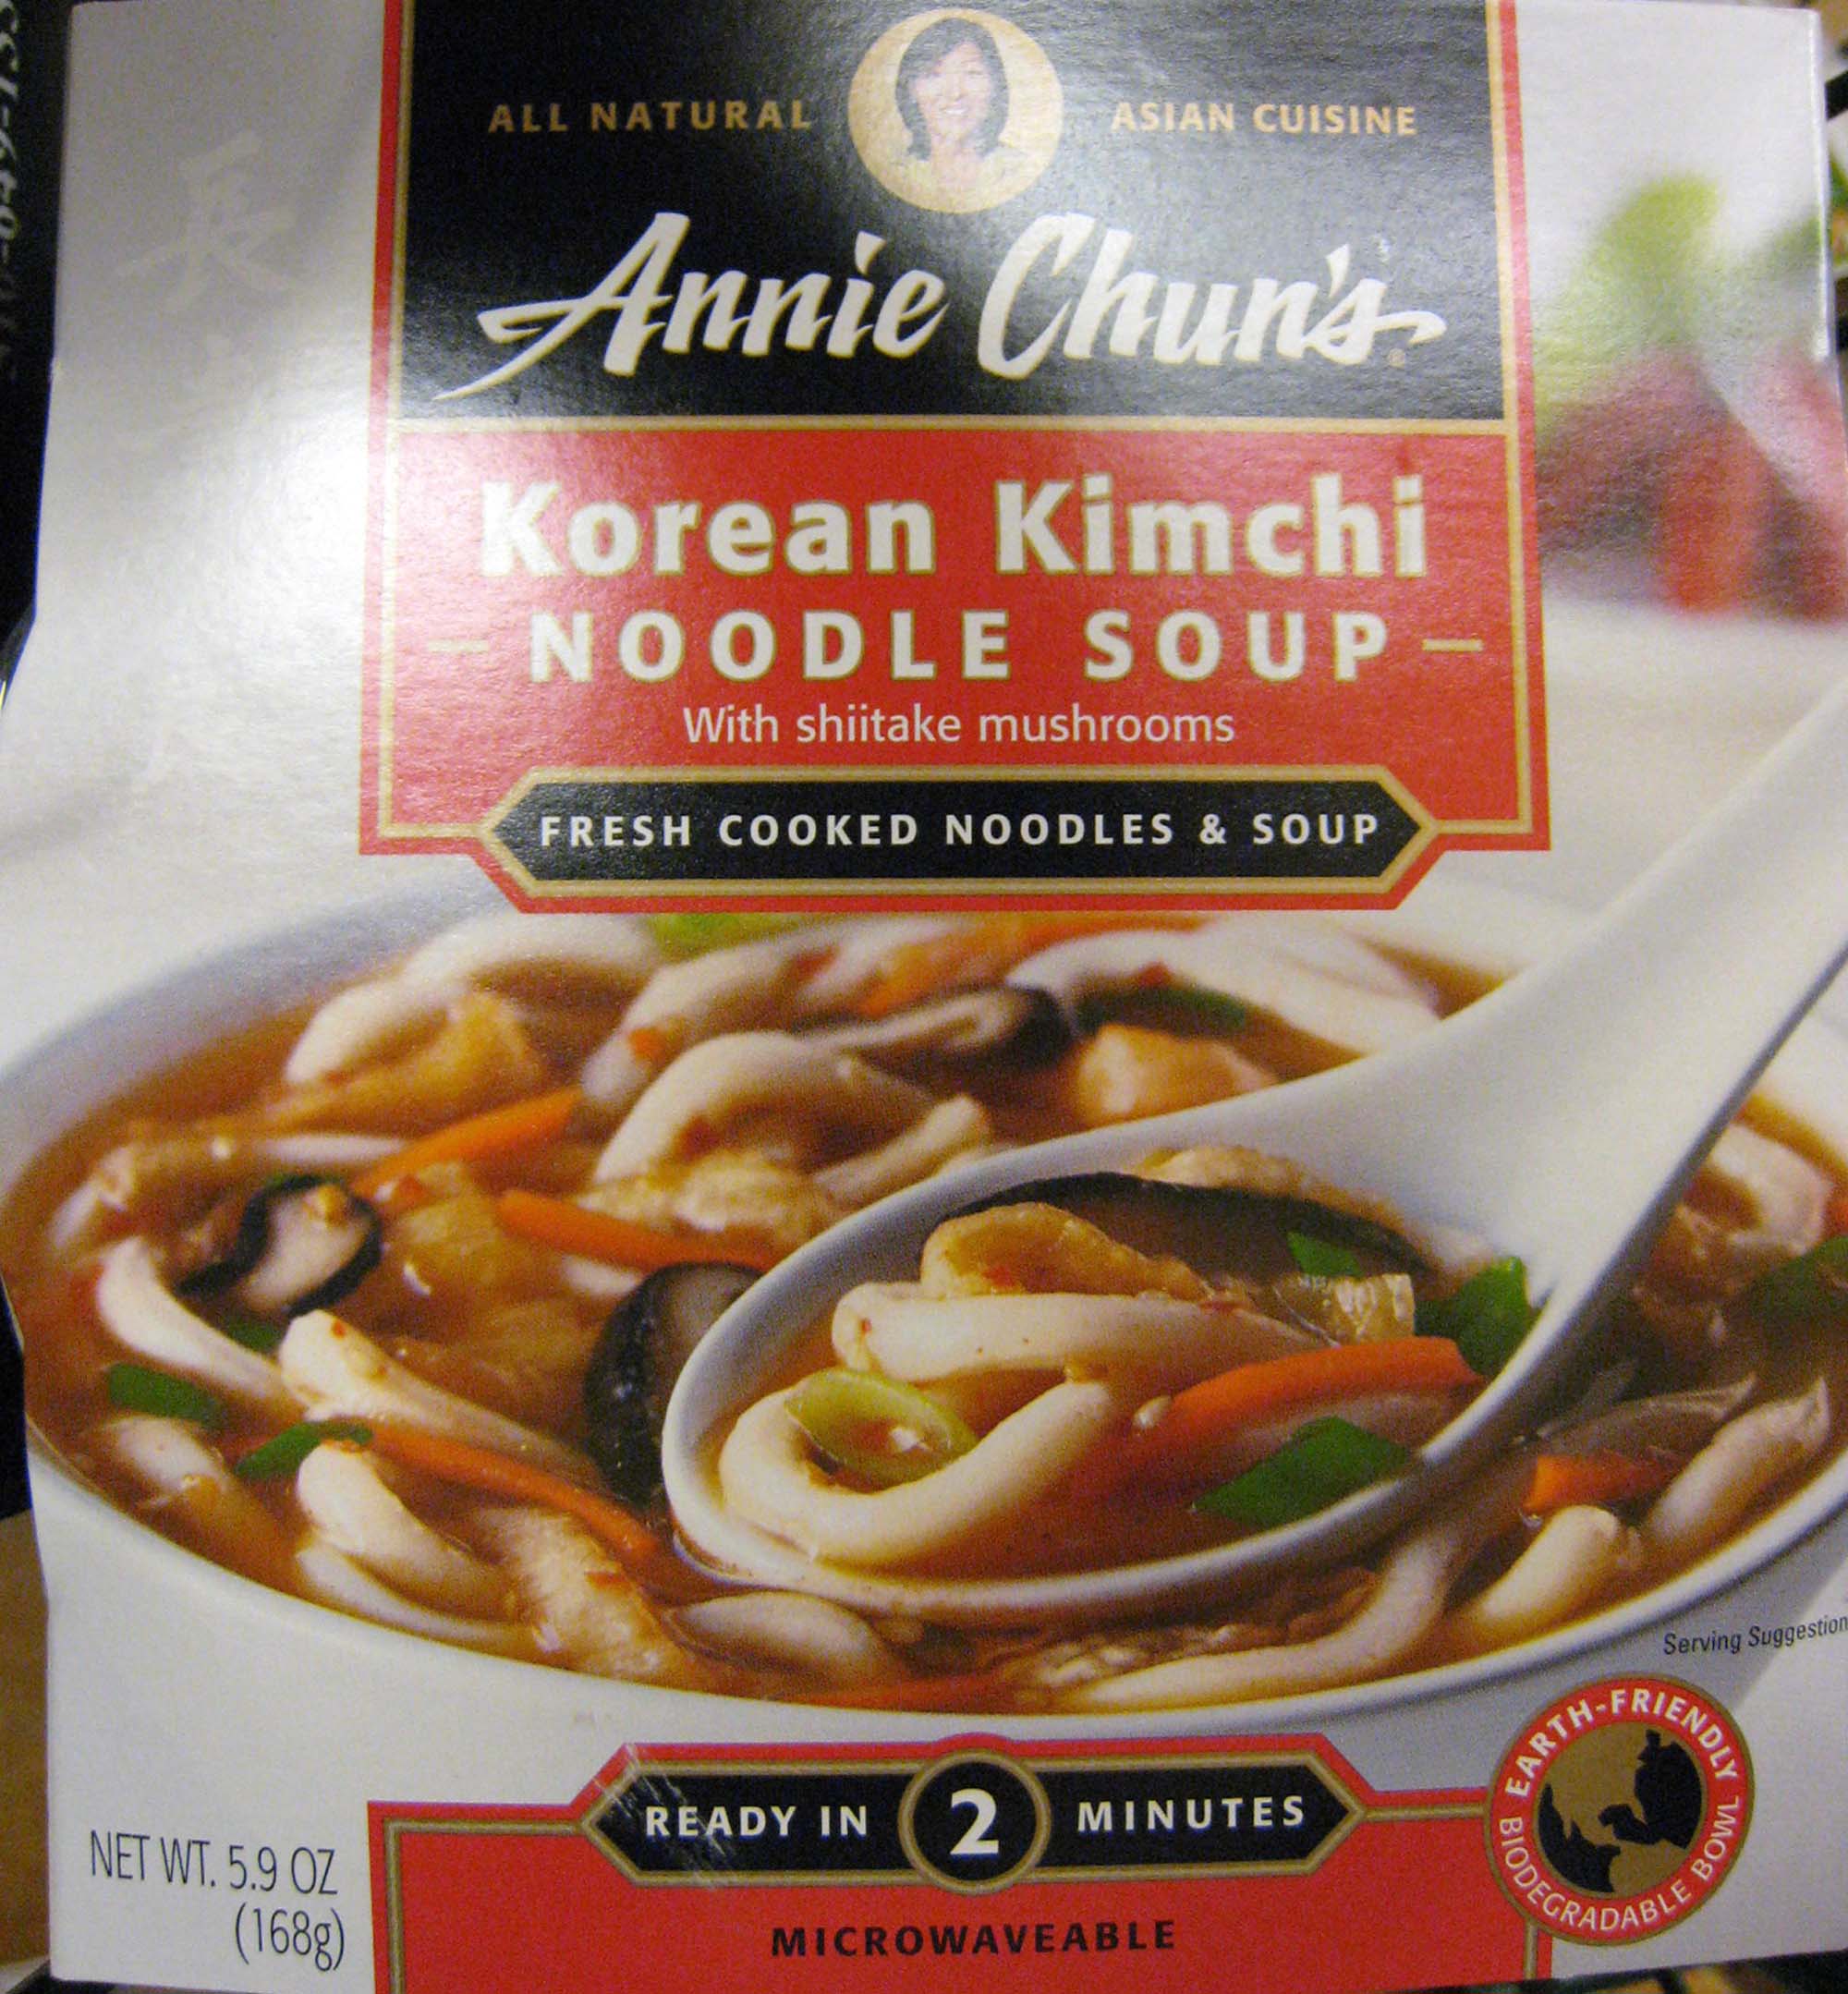 ALL NATURAL ASIAN CUISINE
Annie Chun's®
Korean Kimchi
NOODLE SOUP
With shiitake mushrooms
FRESH COOKED NOODLES & SOUP
長
Serving Suggestion
EARTH-FRIENDLY
BIODEGRADABLE BOWL
READY IN 2 MINUTES
MICROWAVEABLE
NET WT. 5.9 OZ
(168g)